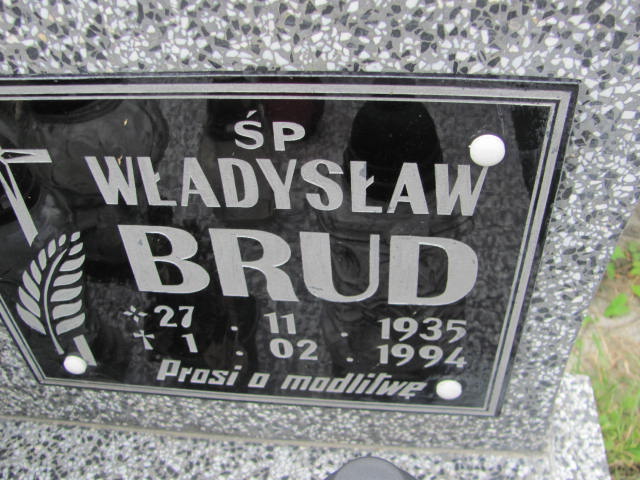 ŚP
WŁADYSŁAW
BRUD
* 27 . 11 . 1935
+ 1 . 02 . 1994
Prosi o modlitwę